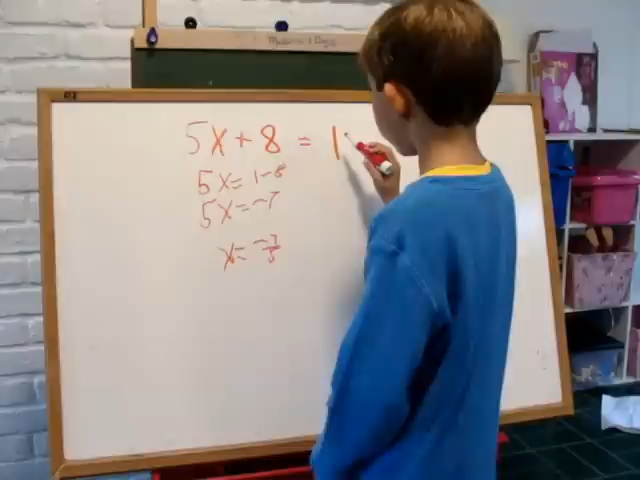 5x + 8 = 1
5x = 1-8
5x = -7
x = -7/5